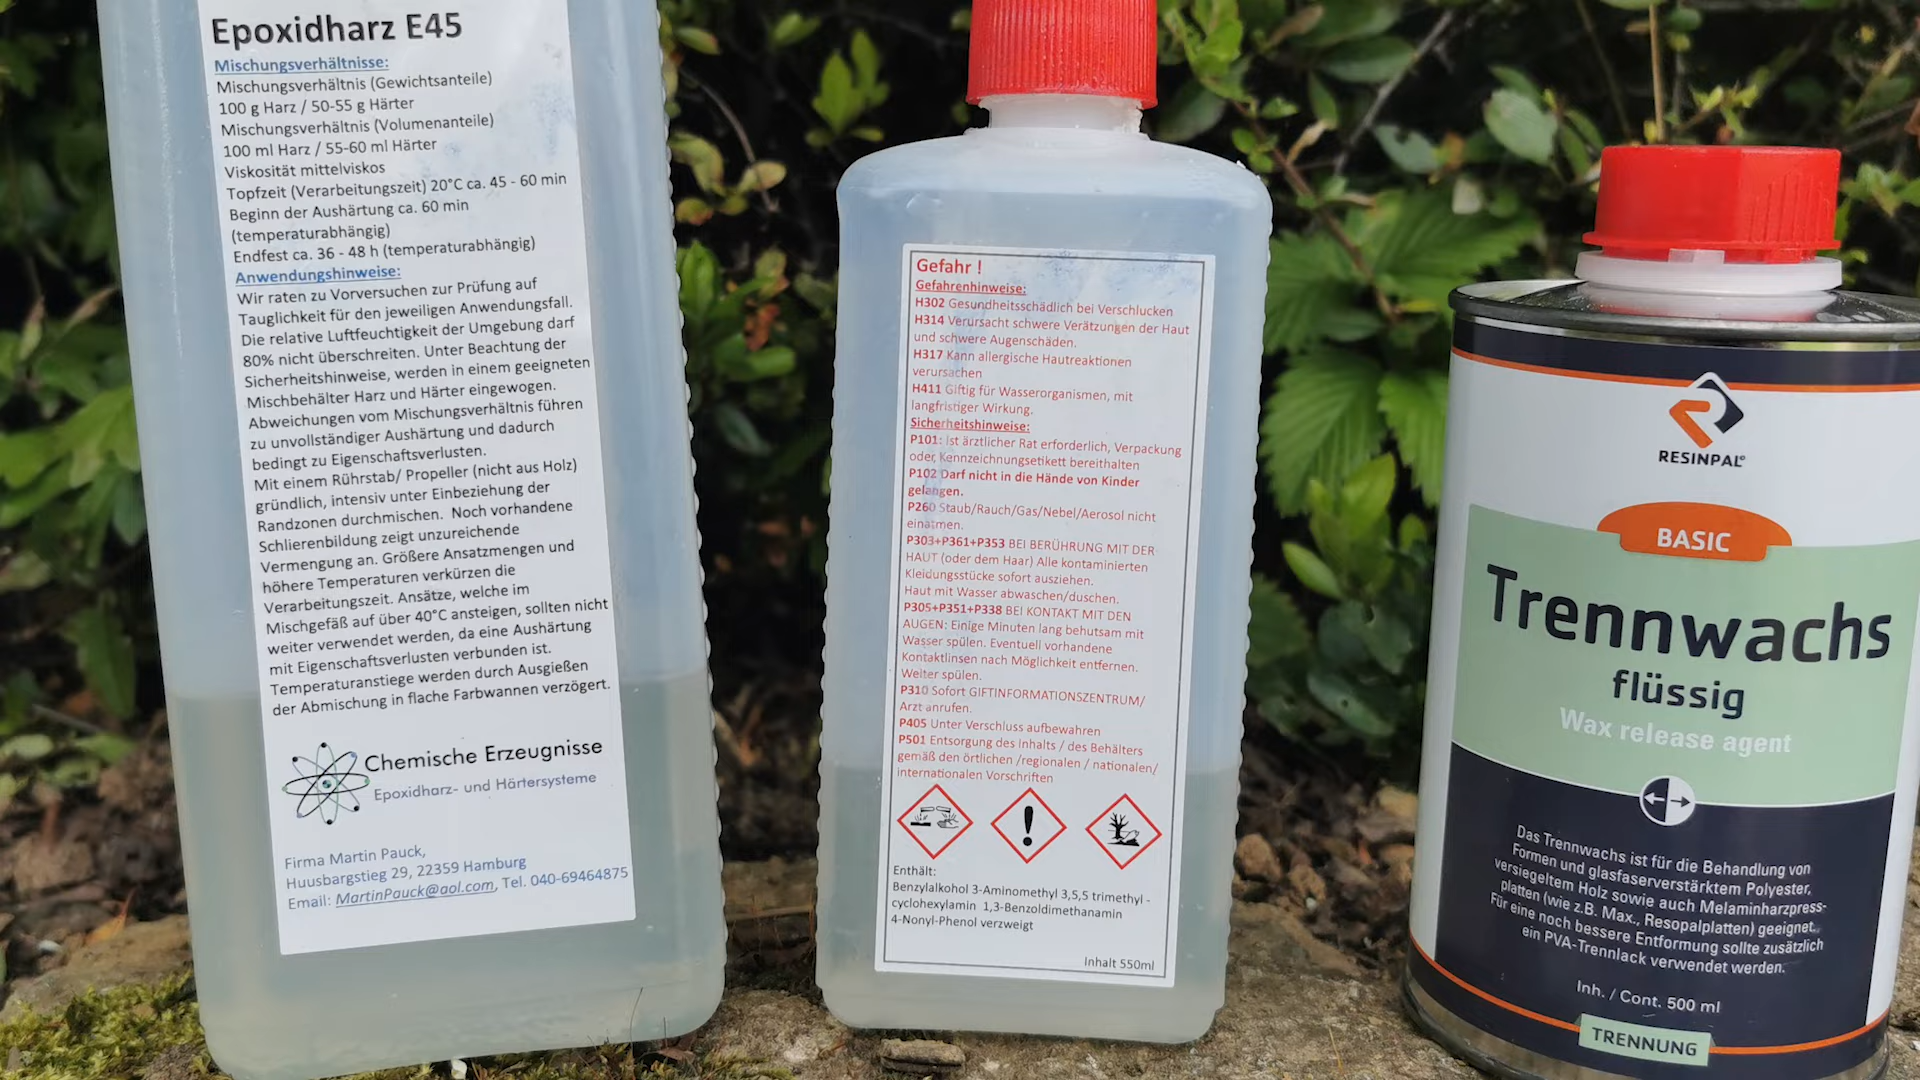 Epoxidharz E45
Mischungsverhältnisse:
Mischungsverhältnis (Gewichtsanteile)
100 g Harz / 50-55 g Härter
Mischungsverhältnis (Volumenanteile)
100 ml Harz / 55-60 ml Härter
Viskosität mittelviskos
Topfzeit (Verarbeitungszeit) 20°C ca. 45 - 60 min
Beginn der Aushärtung ca. 60 min
(temperaturabhängig)
Endfest ca. 36 - 48 h (temperaturabhängig)
Anwendungshinweise:
Wir raten zu Vorversuchen zur Prüfung auf
Tauglichkeit für den jeweiligen Anwendungsfall.
Die relative Luftfeuchtigkeit der Umgebung darf
80% nicht überschreiten. Unter Beachtung der
Sicherheitshinweise, werden in einem geeigneten
Mischbehälter Harz und Härter eingewogen.
Abweichungen vom Mischungsverhältnis führen
zu unvollständiger Aushärtung und dadurch
bedingt zu Eigenschaftsverlusten.
Mit einem Rührstab/ Propeller (nicht aus Holz)
gründlich, intensiv unter Einbeziehung der
Randzonen durchmischen. Noch vorhandene
Schlierenbildung zeigt unzureichende
Vermengung an. Größere Ansatzmengen und
höhere Temperaturen verkürzen die
Verarbeitungszeit. Ansätze, welche im
Mischgefäß auf über 40°C ansteigen, sollten nicht
weiter verwendet werden, da eine Aushärtung
mit Eigenschaftsverlusten verbunden ist.
Temperaturanstiege werden durch Ausgießen
der Abmischung in flache Farbwannen verzögert.
Chemische Erzeugnisse
Epoxidharz- und Härtersysteme
Firma Martin Pauck,
Huusbargstieg 29, 22359 Hamburg
Email: MartinPauck@aol.com, Tel. 040-69464875
Gefahr !
Gefahrenhinweise:
H302 Gesundheitsschädlich bei Verschlucken
H314 Verursacht schwere Verätzungen der Haut
und schwere Augenschäden.
H317 Kann allergische Hautreaktionen
verursachen
H411 Giftig für Wasserorganismen, mit
langfristiger Wirkung.
Sicherheitshinweise:
P101: Ist ärztlicher Rat erforderlich, Verpackung
oder Kennzeichnungsetikett bereithalten
P102 Darf nicht in die Hände von Kinder
gelangen.
P260 Staub/Rauch/Gas/Nebel/Aerosol nicht
einatmen.
P303+P361+P353 BEI BERÜHRUNG MIT DER
HAUT (oder dem Haar) Alle kontaminierten
Kleidungsstücke sofort ausziehen.
Haut mit Wasser abwaschen/duschen.
P305+P351+P338 BEI KONTAKT MIT DEN
AUGEN: Einige Minuten lang behutsam mit
Wasser spülen. Eventuell vorhandene
Kontaktlinsen nach Möglichkeit entfernen.
Weiter spülen.
P310 Sofort GIFTINFORMATIONSZENTRUM/
Arzt anrufen.
P405 Unter Verschluss aufbewahren
P501 Entsorgung des Inhalts / des Behälters
gemäß den örtlichen /regionalen / nationalen/
internationalen Vorschriften
Enthält:
Benzylalkohol 3-Aminomethyl 3,5,5 trimethyl -
cyclohexylamin 1,3-Benzoldimethanamin
4-Nonyl-Phenol verzweigt
Inhalt 550ml
RESINPAL®
BASIC
Trennwachs
flüssig
Wax release agent
Das Trennwachs ist für die Behandlung von
Formen und glasfaserverstärktem Polyester,
versiegeltem Holz sowie auch Melaminharzpress-
platten (wie z.B. Max., Resopalplatten) geeignet.
Für eine noch bessere Entformung sollte zusätzlich
ein PVA-Trennlack verwendet werden.
Inh. / Cont. 500 ml
TRENNUNG